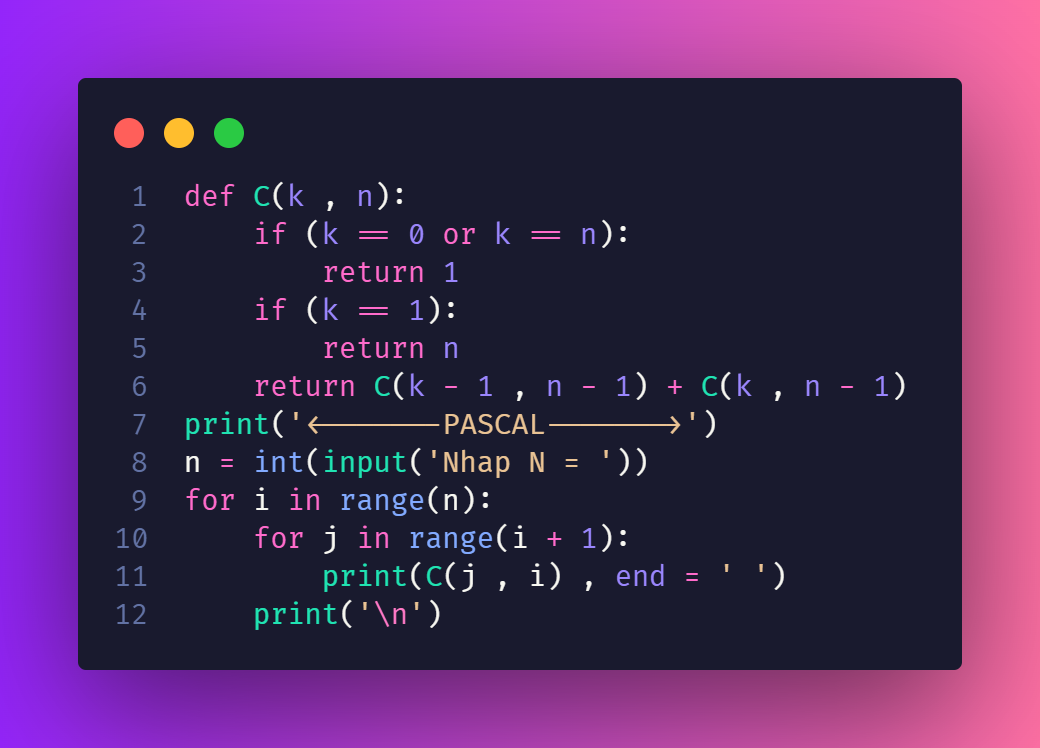 1 def C(k , n):
2     if (k == 0 or k == n):
3         return 1
4     if (k == 1):
5         return n
6     return C(k - 1 , n - 1) + C(k , n - 1)
7 print('<-------PASCAL------->')
8 n = int(input('Nhap N = '))
9 for i in range(n):
10     for j in range(i + 1):
11         print(C(j , i) , end = ' ')
12     print('\n')